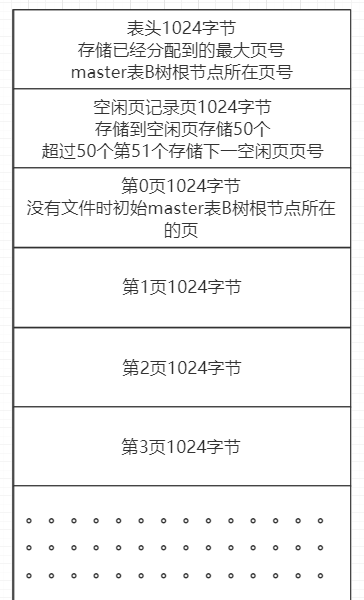 表头1024字节
存储已经分配到的最大页号
master表B树根节点所在页号
空闲页记录页1024字节
存储到空闲页存储50个
超过50个第51个存储下一空闲页页号
第0页1024字节
没有文件时初始master表B树根节点所在
的页
第1页1024字节
第2页1024字节
第3页1024字节
。。。。。。。。。。。。。。
。。。。。。。。。。。。。。
。。。。。。。。。。。。。。